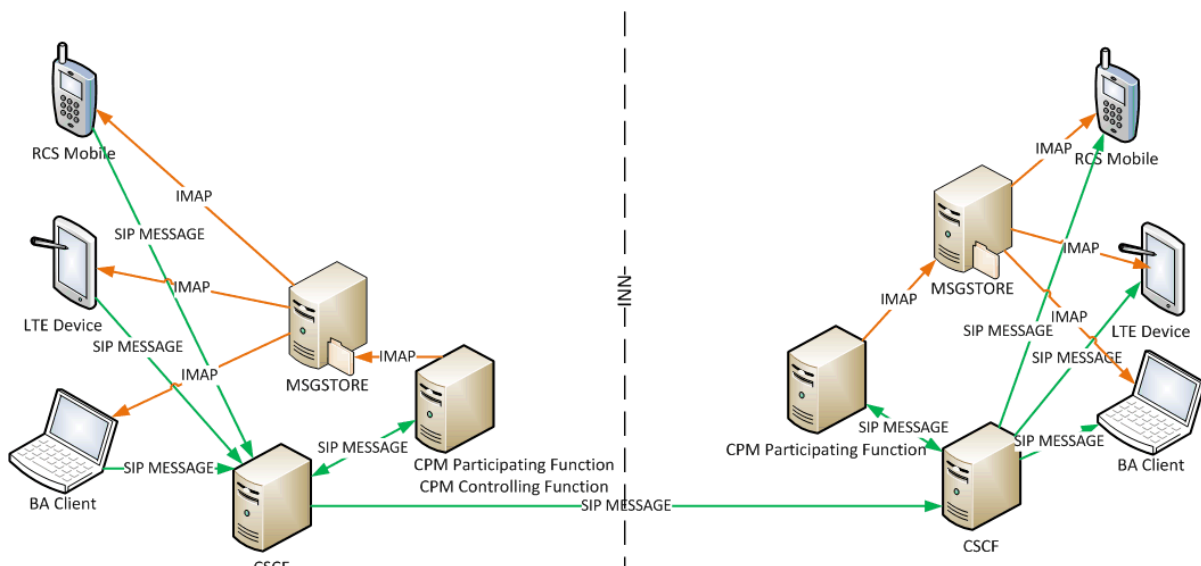 RCS Mobile
IMAP
SIP MESSAGE
IMAP
LTE Device
SIP MESSAGE
IMAP
MSGSTORE
IMAP
SIP MESSAGE
SIP MESSAGE
BA Client
CPM Participating Function
CPM Controlling Function
CSCF
NNI
SIP MESSAGE
IMAP
RCS Mobile
IMAP
MSGSTORE
IMAP
IMAP
LTE Device
SIP MESSAGE
SIP MESSAGE
SIP MESSAGE
CPM Participating Function
SIP MESSAGE
BA Client
CSCF